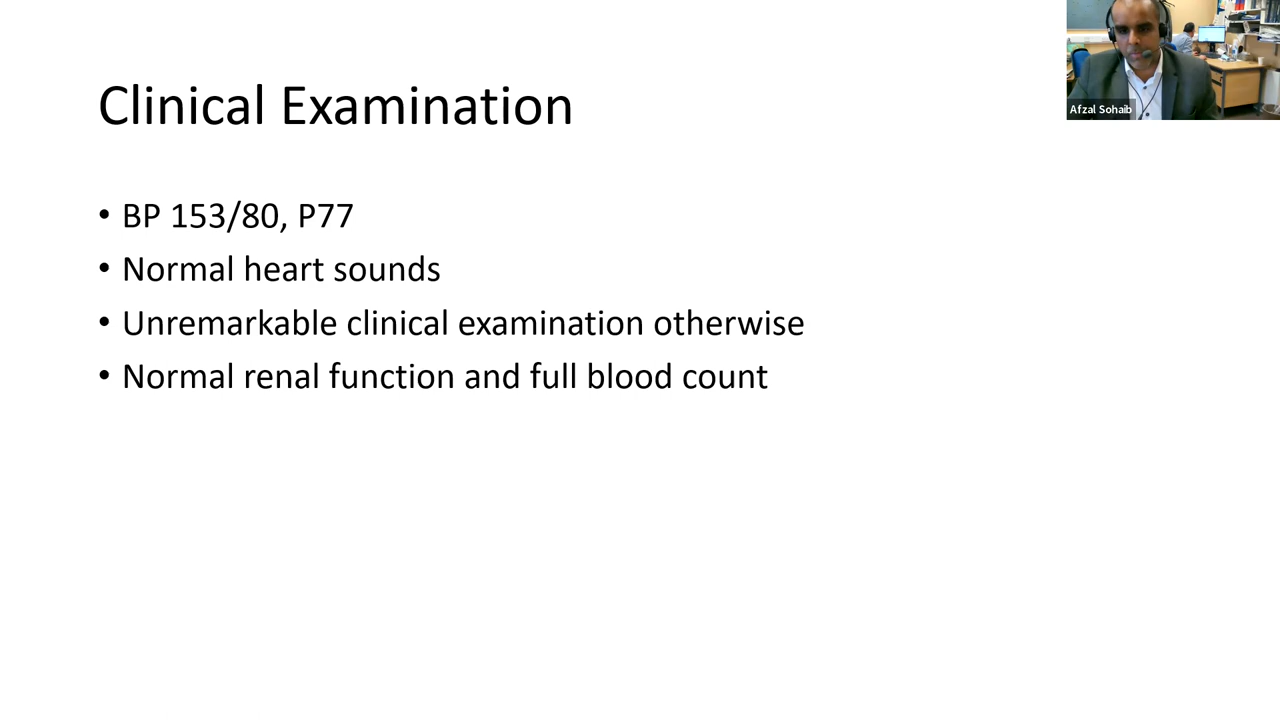 Clinical Examination
Afzal Sohaib
• BP 153/80, P77
• Normal heart sounds
• Unremarkable clinical examination otherwise
• Normal renal function and full blood count